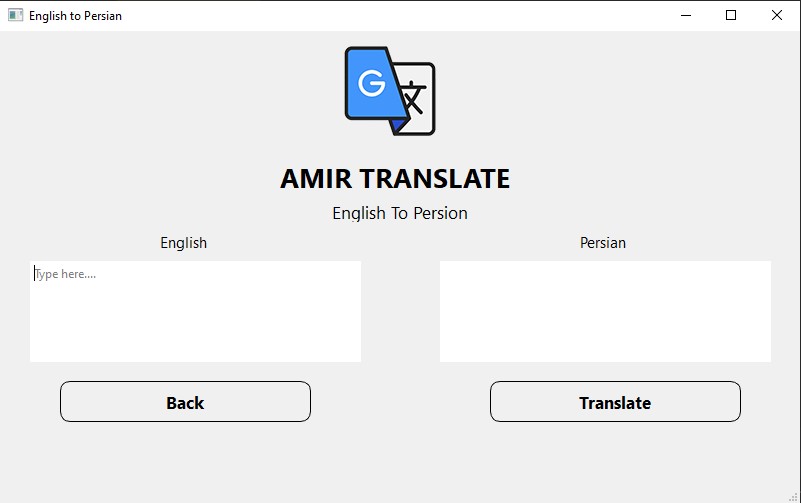 English to Persian
G 文
AMIR TRANSLATE
English To Persion
English
Persian
Type here....
Back
Translate